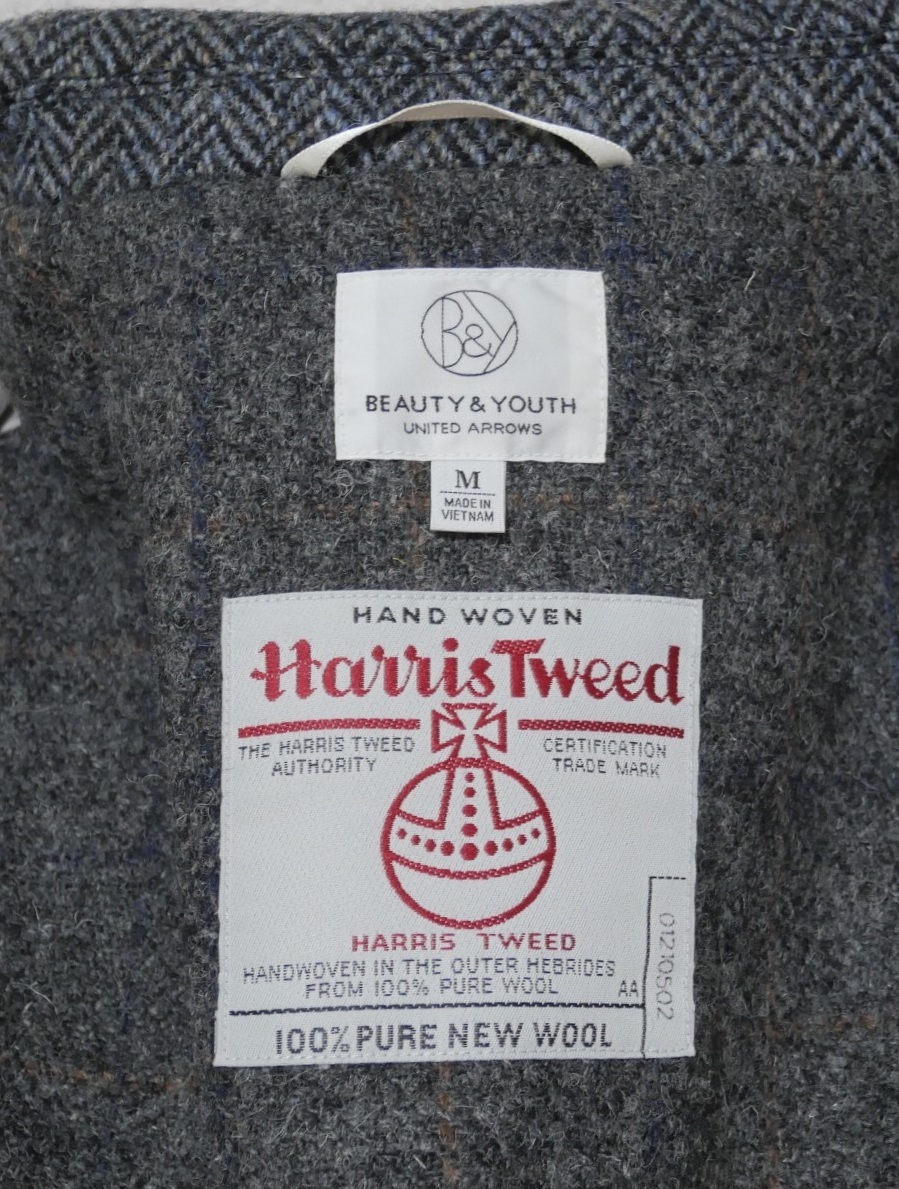 B&Y
BEAUTY & YOUTH
UNITED ARROWS
M
MADE IN
VIETNAM
HAND WOVEN
Harris Tweed
THE HARRIS TWEED
AUTHORITY
CERTIFICATION
TRADE MARK
HARRIS TWEED
HANDWOVEN IN THE OUTER HEBRIDES
FROM 100% PURE WOOL
AA
01210502
100% PURE NEW WOOL